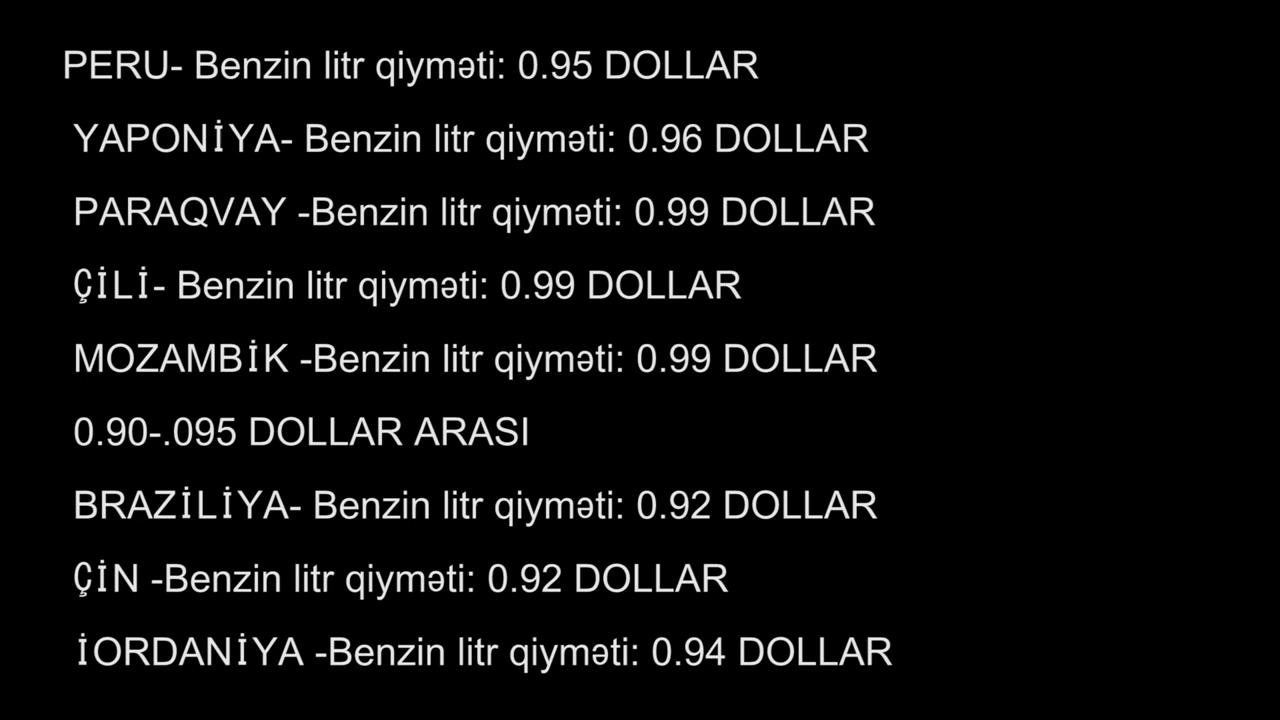 PERU- Benzin litr qiyməti: 0.95 DOLLAR
YAPONİYA- Benzin litr qiyməti: 0.96 DOLLAR
PARAQVAY -Benzin litr qiyməti: 0.99 DOLLAR
ÇİLİ- Benzin litr qiyməti: 0.99 DOLLAR
MOZAMBİK -Benzin litr qiyməti: 0.99 DOLLAR
0.90-.095 DOLLAR ARASI
BRAZİLİYA- Benzin litr qiyməti: 0.92 DOLLAR
ÇİN -Benzin litr qiyməti: 0.92 DOLLAR
İORDANİYA -Benzin litr qiyməti: 0.94 DOLLAR